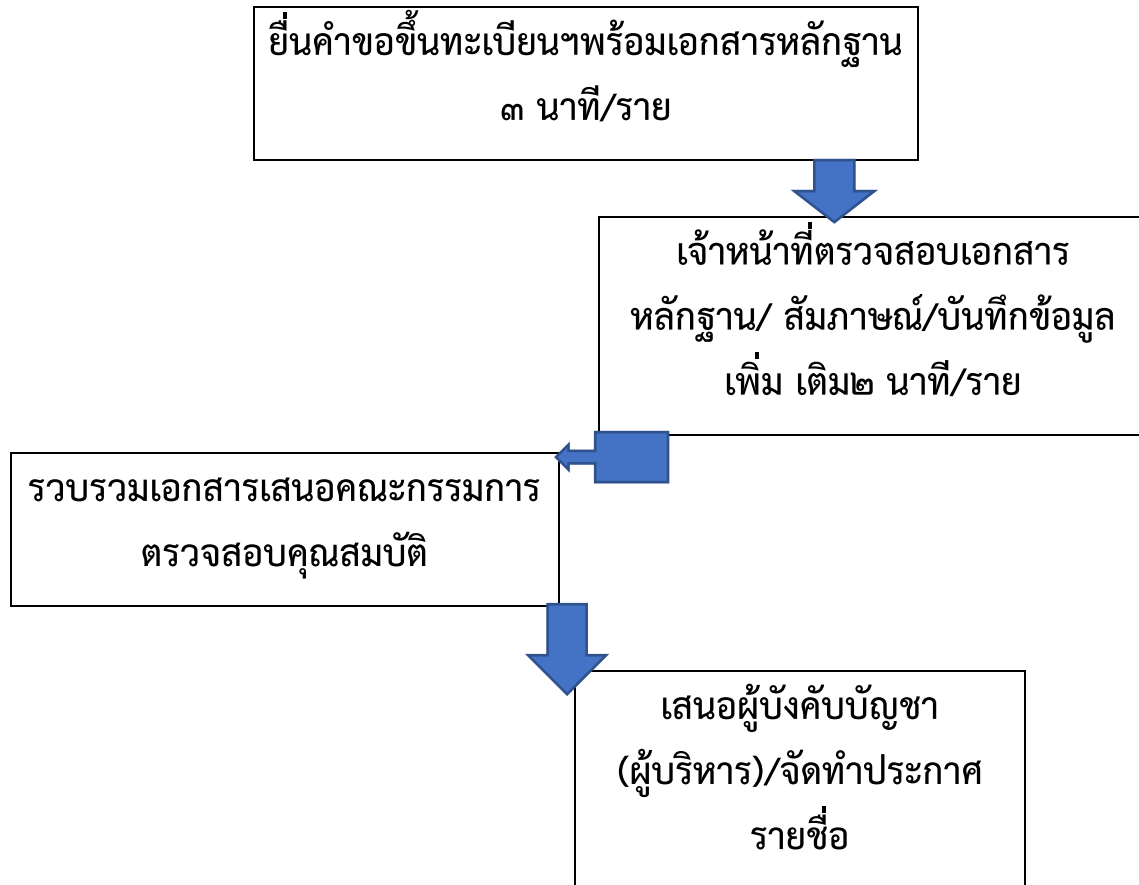 ยื่นคำขอขึ้นทะเบียนฯพร้อมเอกสารหลักฐาน
๓ นาที/ราย
เจ้าหน้าที่ตรวจสอบเอกสาร
หลักฐาน/ สัมภาษณ์/บันทึกข้อมูล
เพิ่ม เติม๒ นาที/ราย
รวบรวมเอกสารเสนอคณะกรรมการ
ตรวจสอบคุณสมบัติ
เสนอผู้บังคับบัญชา
(ผู้บริหาร)/จัดทำประกาศ
รายชื่อ